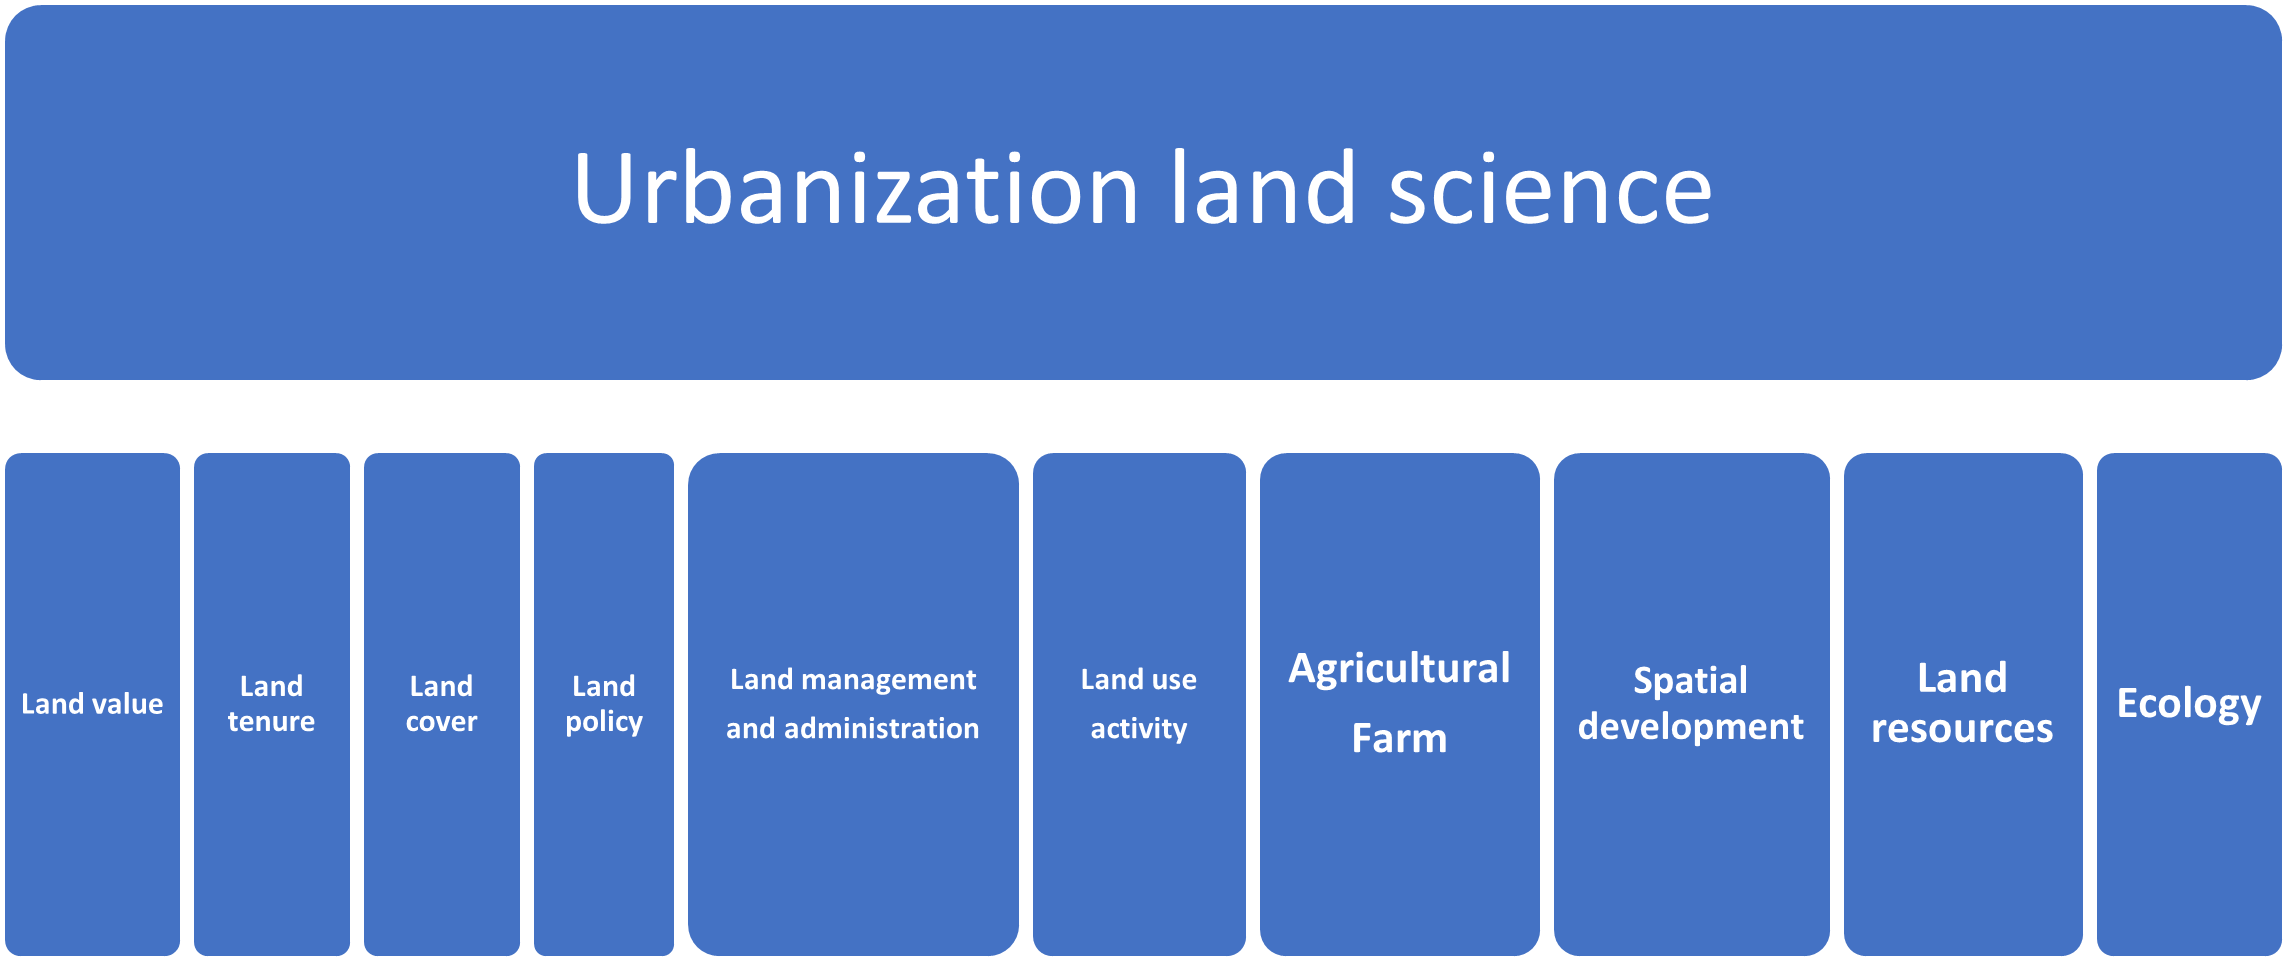 Urbanization land science
Land value
Land
tenure
Land
cover
Land
policy
Land management
and administration
Land use
activity
Agricultural
Farm
Spatial
development
Land
resources
Ecology